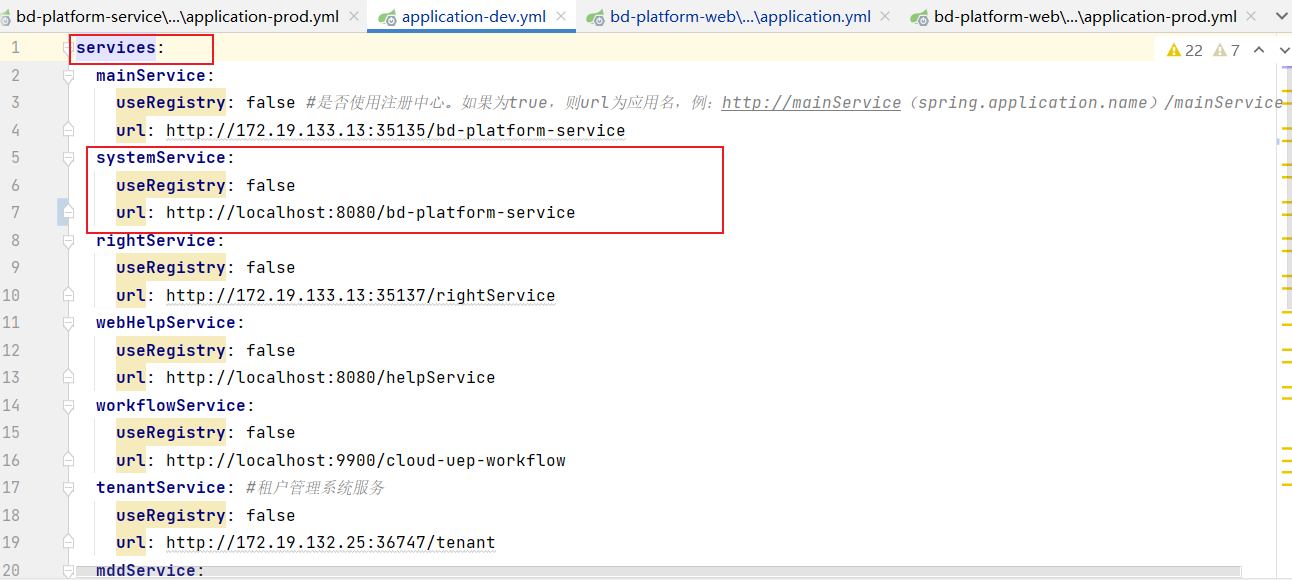 bd-platform-service\...\application-prod.yml
application-dev.yml
bd-platform-web\...\application.yml
bd-platform-web\...\application-prod.yml
22
7
1 services:
2 mainService:
3 useRegistry: false #是否使用注册中心。如果为true，则url为应用名，例：http://mainService（spring.application.name）/mainService
4 url: http://172.19.133.13:35135/bd-platform-service
5 systemService:
6 useRegistry: false
7 url: http://localhost:8080/bd-platform-service
8 rightService:
9 useRegistry: false
10 url: http://172.19.133.13:35137/rightService
11 webHelpService:
12 useRegistry: false
13 url: http://localhost:8080/helpService
14 workflowService:
15 useRegistry: false
16 url: http://localhost:9900/cloud-uep-workflow
17 tenantService: #租户管理系统服务
18 useRegistry: false
19 url: http://172.19.132.25:36747/tenant
20 mddService: